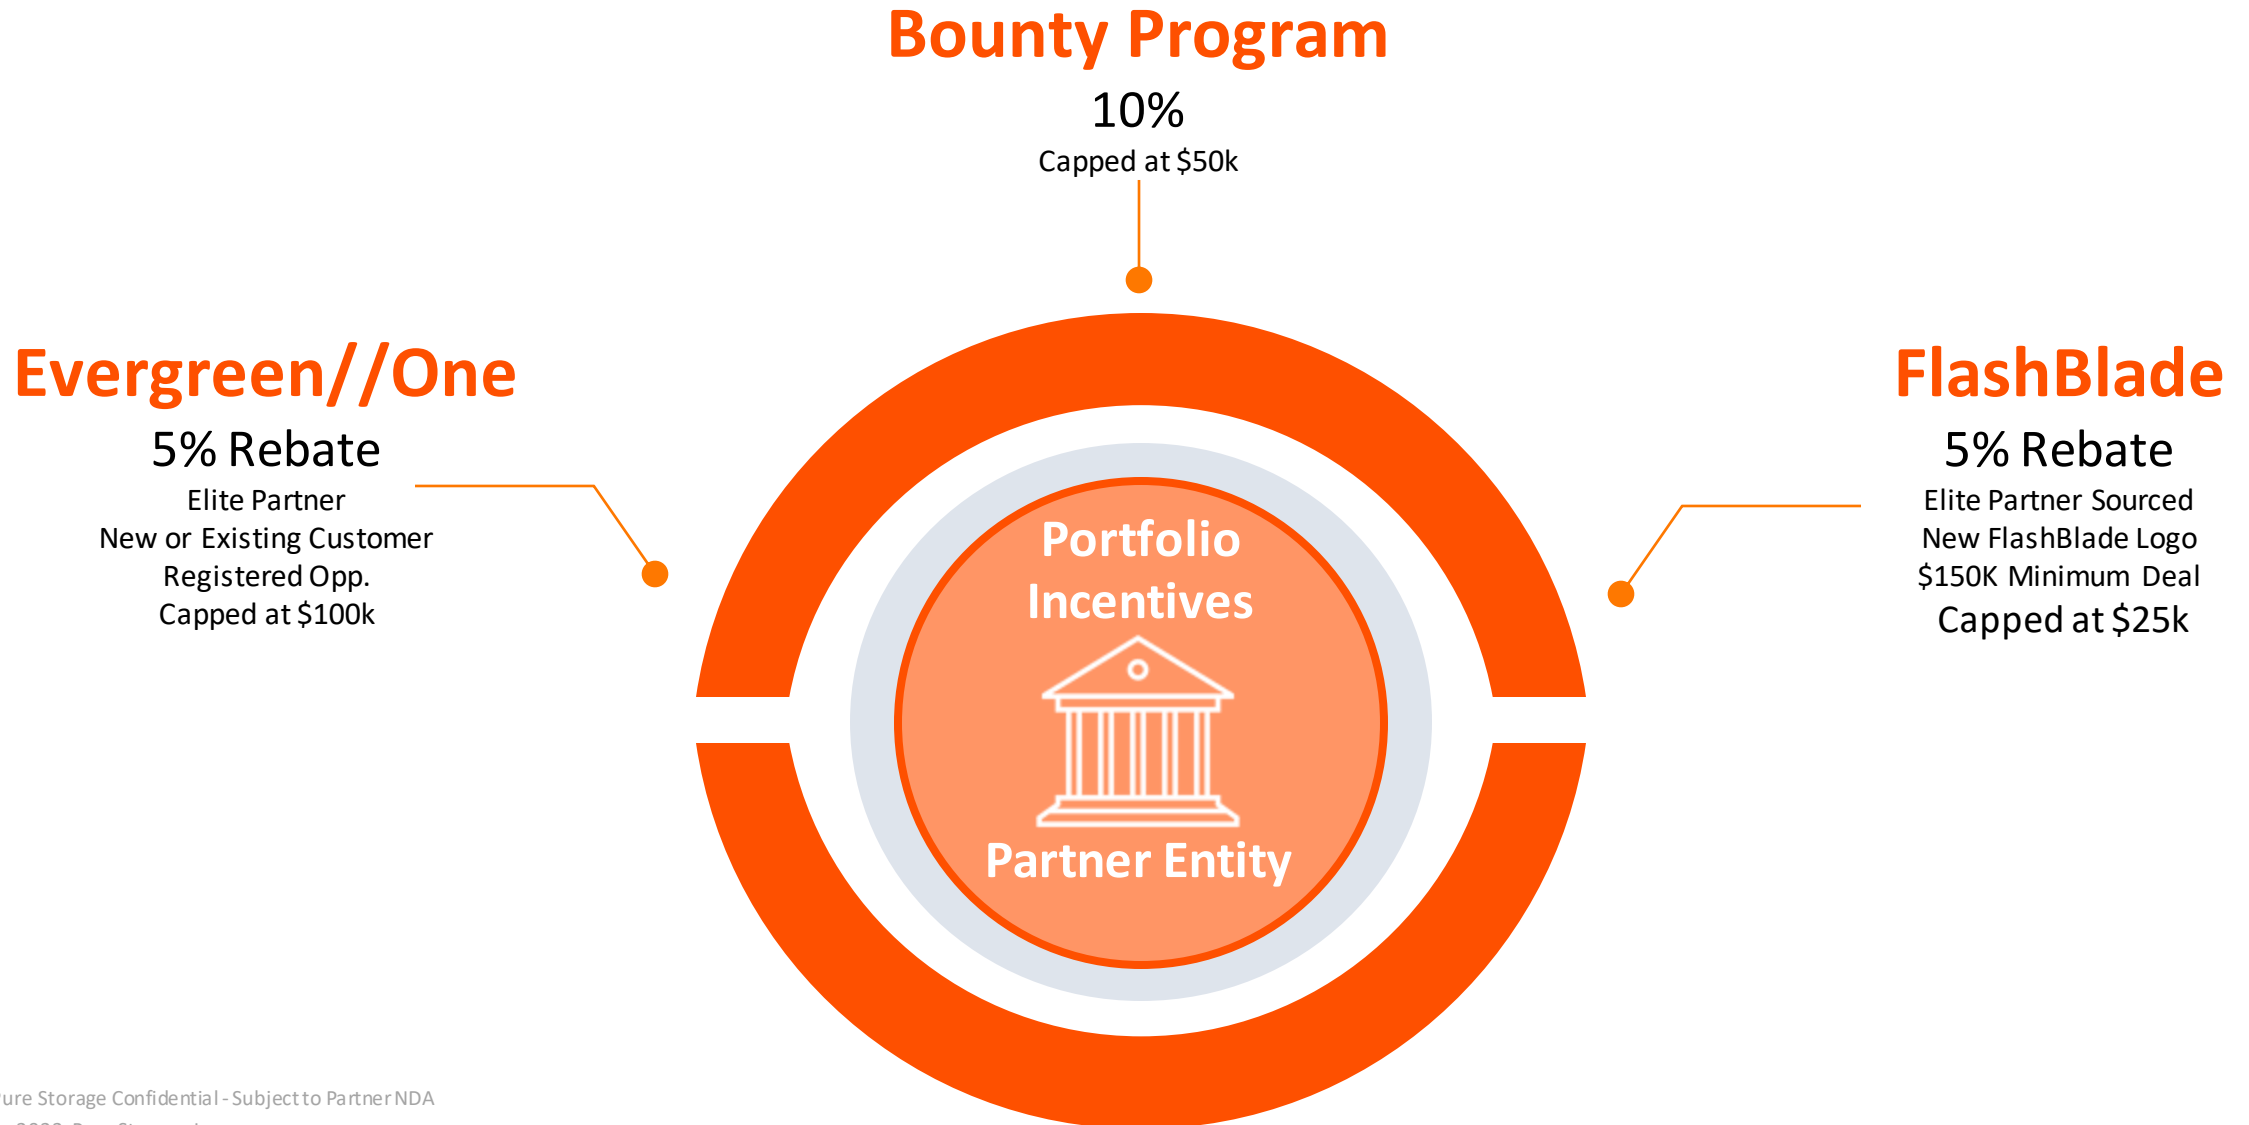 Bounty Program
10%
Capped at $50k
Evergreen//One
5% Rebate
Elite Partner
New or Existing Customer
Registered Opp.
Capped at $100k
FlashBlade
5% Rebate
Elite Partner Sourced
New FlashBlade Logo
$150K Minimum Deal
Capped at $25k
Portfolio
Incentives
Partner Entity
Storage Confidential - Subject to Partner NDA